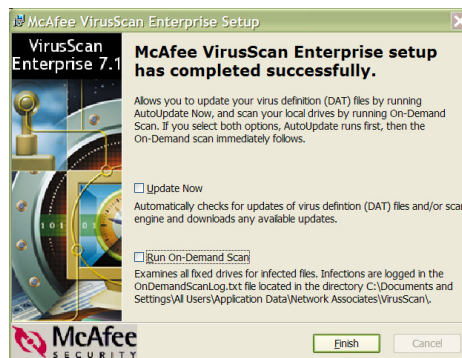 McAfee VirusScan Enterprise Setup
VirusScan
Enterprise 7.1
McAfee VirusScan Enterprise setup
has completed successfully.
Allows you to update your virus definition (DAT) files by running
AutoUpdate Now, and scan your local drives by running On-Demand
Scan. If you select both options, AutoUpdate runs first, then the
On-Demand scan immediately follows.
Update Now
Automatically checks for updates of virus defintion (DAT) files and/or scan
engine and downloads any available updates.
Run On-Demand Scan
Examines all fixed drives for infected files. Infections are logged in the
OnDemandScanLog.txt file located in the directory C:\Documents and
Settings\All Users\Application Data\Network Associates\VirusScan\.
101
McAfee
SECURITY
Finish
Cancel